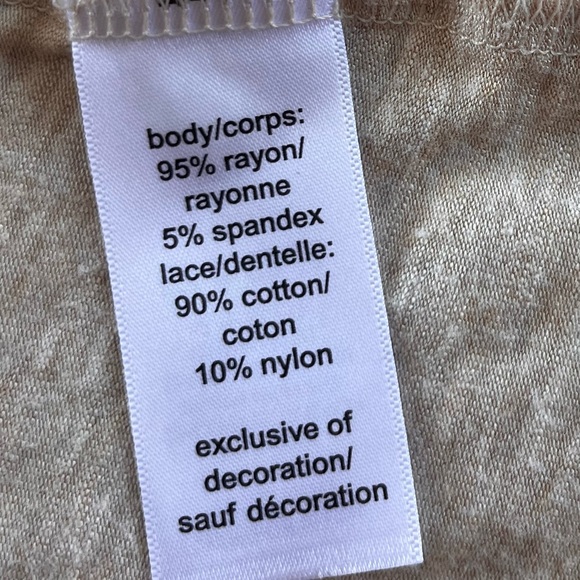 body/corps:
95% rayon/
rayonne
5% spandex
lace/dentelle:
90% cotton/
coton
10% nylon
exclusive of
decoration/
sauf décoration